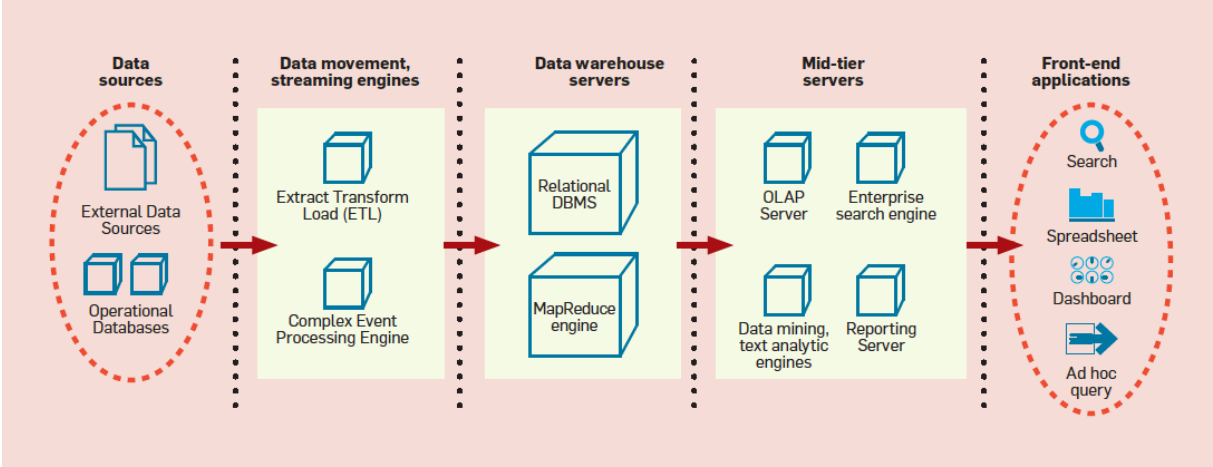 Data
sources
External Data
Sources
Operational
Databases
Data movement,
streaming engines
Extract Transform
Load (ETL)
Complex Event
Processing Engine
Data warehouse
servers
Relational
DBMS
MapReduce
engine
Mid-tier
servers
OLAP
Server
Enterprise
search engine
Data mining,
text analytic
engines
Reporting
Server
Front-end
applications
Search
Spreadsheet
Dashboard
Ad hoc
query